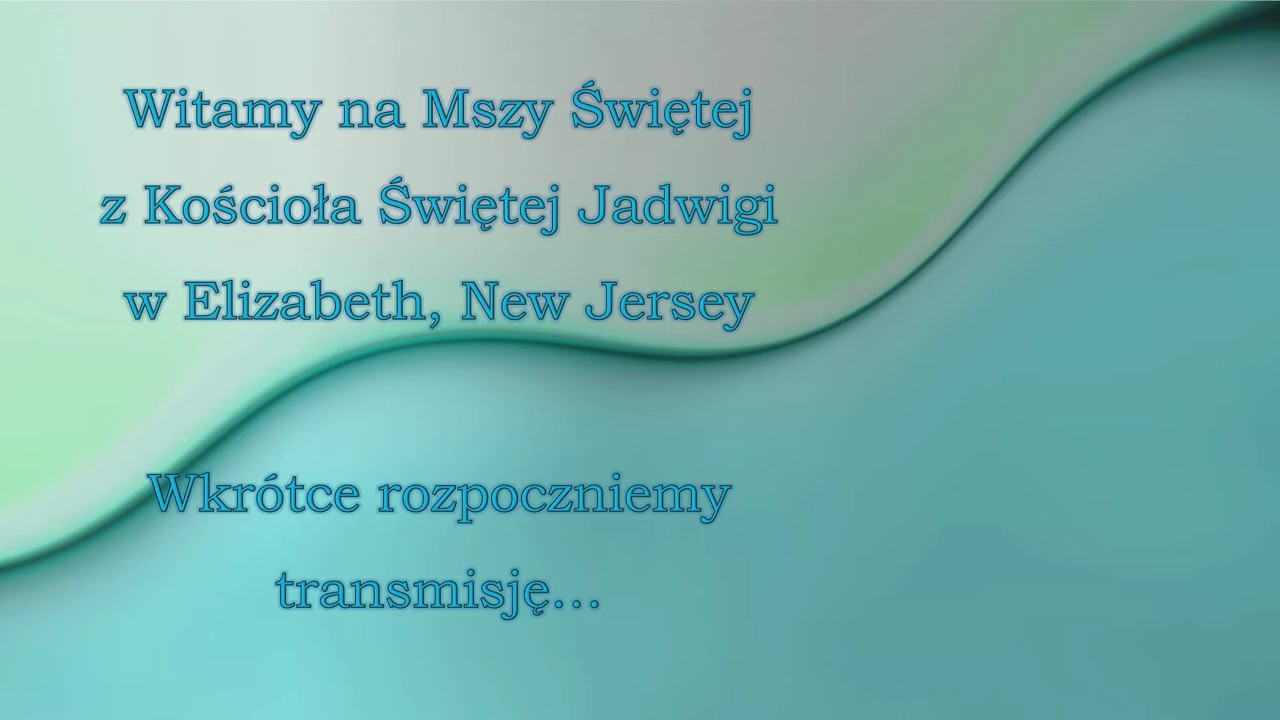 Witamy na Mszy Świętej
z Kościoła Świętej Jadwigi
w Elizabeth, New Jersey
Wkrótce rozpoczniemy
transmisję...